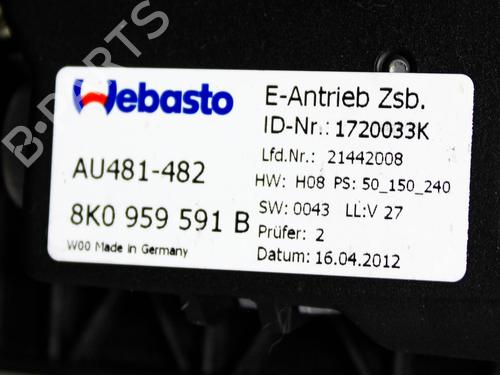 B-PARTS
Webasto
AU481-482
8K0 959 591 B
W00 Made in Germany
E-Antrieb Zsb.
ID-Nr.: 1720033K
Lfd.Nr.: 21442008
HW: H08 PS: 50_150_240
SW: 0043 LL:V 27
Prüfer: 2
Datum: 16.04.2012